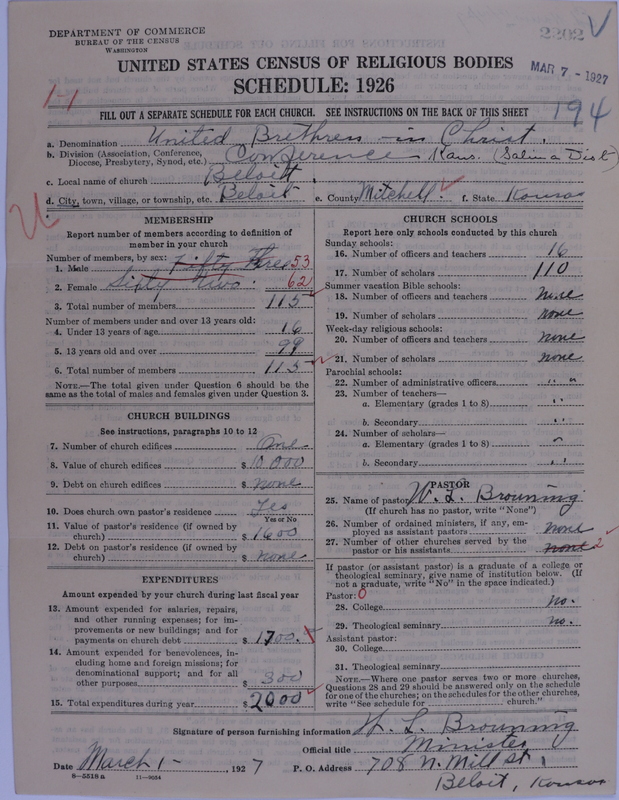 DEPARTMENT OF COMMERCE
BUREAU OF THE CENSUS
WASHINGTON
2302 V
UNITED STATES CENSUS OF RELIGIOUS BODIES
MAR 7 - 1927
SCHEDULE: 1926
1-1
FILL OUT A SEPARATE SCHEDULE FOR EACH CHURCH. SEE INSTRUCTIONS ON THE BACK OF THIS SHEET
194
a. Denomination United Brethren in Christ.
b. Division (Association, Conference, Diocese, Presbytery, Synod, etc.) Conference Kans. (Salina Dist)
c. Local name of church Beloit
d. City, town, village, or township, etc. Beloit e. County Mitchell. f. State Kansas
MEMBERSHIP
Report number of members according to definition of
member in your church
Number of members, by sex:
1. Male Fifty Three 53
2. Female Sixty Two. 62
3. Total number of members 115
Number of members under and over 13 years old:
4. Under 13 years of age 16
5. 13 years old and over 99
6. Total number of members 115
NOTE.—The total given under Question 6 should be
same as the total of males and females given under Question 3.
CHURCH BUILDINGS
See instructions, paragraphs 10 to 12
7. Number of church edifices One
8. Value of church edifices $ 10000
9. Debt on church edifices $ none
10. Does church own pastor's residence Yes
Yes or No
11. Value of pastor's residence (if owned by
church) $ 1600
12. Debt on pastor's residence (if owned by
church) $ none
EXPENDITURES
Amount expended by your church during last fiscal year
13. Amount expended for salaries, repairs,
and other running expenses; for im-
provements or new buildings; and for
payments on church debt $ 1700.
14. Amount expended for benevolences, in-
cluding home and foreign missions; for
denominational support; and for all
other purposes $ 300
15. Total expenditures during year $ 2000
CHURCH SCHOOLS
Report here only schools conducted by this church
Sunday schools:
16. Number of officers and teachers 16
17. Number of scholars 110
Summer vacation Bible schools:
18. Number of officers and teachers none
19. Number of scholars none
Week-day religious schools:
20. Number of officers and teachers none
21. Number of scholars none
Parochial schools:
22. Number of administrative officers " "
23. Number of teachers—
a. Elementary (grades 1 to 8) "
b. Secondary "
24. Number of scholars—
a. Elementary (grades 1 to 8)
b. Secondary "
PASTOR
25. Name of pastor W. L. Browning
(If church has no pastor, write "None")
26. Number of ordained ministers, if any, em-
ployed as assistant pastors none
27. Number of other churches served by the
pastor or his assistants none 2
If pastor (or assistant pastor) is a graduate of a college or
theological seminary, give name of institution below. (If
not a graduate, write "No" in the space indicated.)
Pastor: 0
28. College no.
29. Theological seminary no.
Assistant pastor:
30. College
31. Theological seminary
NOTE.—Where one pastor serves two or more churches,
Questions 28 and 29 should be answered only on the schedule
for one of the churches; on the schedules for the other churches,
write "See schedule for church."
Signature of person furnishing information W. L. Browning
Official title Minister
Date March 1-, 1927 P. O. Address 708 N. Mill st.
8-5518 a 11-9034
Beloit, Kansas